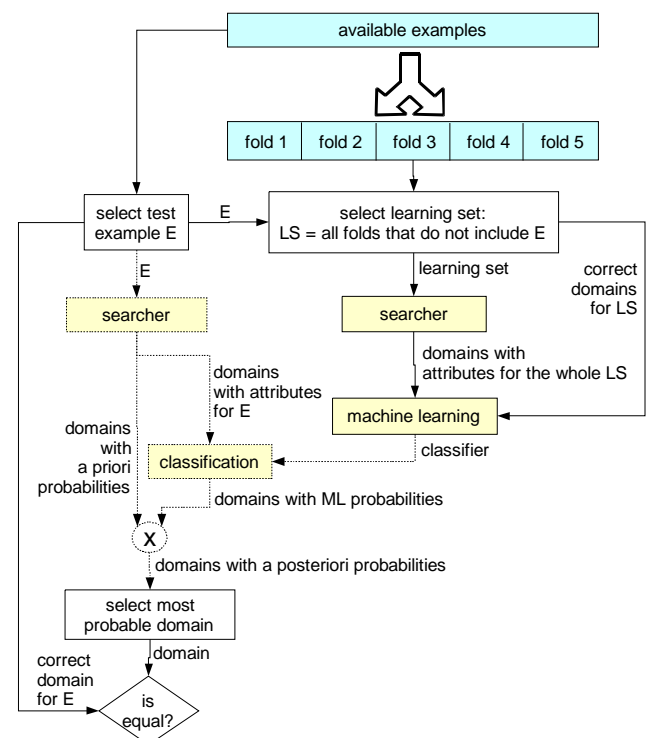 available examples
fold 1 fold 2 fold 3 fold 4 fold 5
select test
example E
E
select learning set:
LS = all folds that do not include E
E
learning set
correct
domains
for LS
searcher
searcher
domains
with attributes
for E
domains with
attributes for the whole LS
machine learning
domains
with
a priori
probabilities
classification
classifier
domains with ML probabilities
X
domains with a posteriori probabilities
select most
probable domain
domain
correct
domain
for E
is
equal?